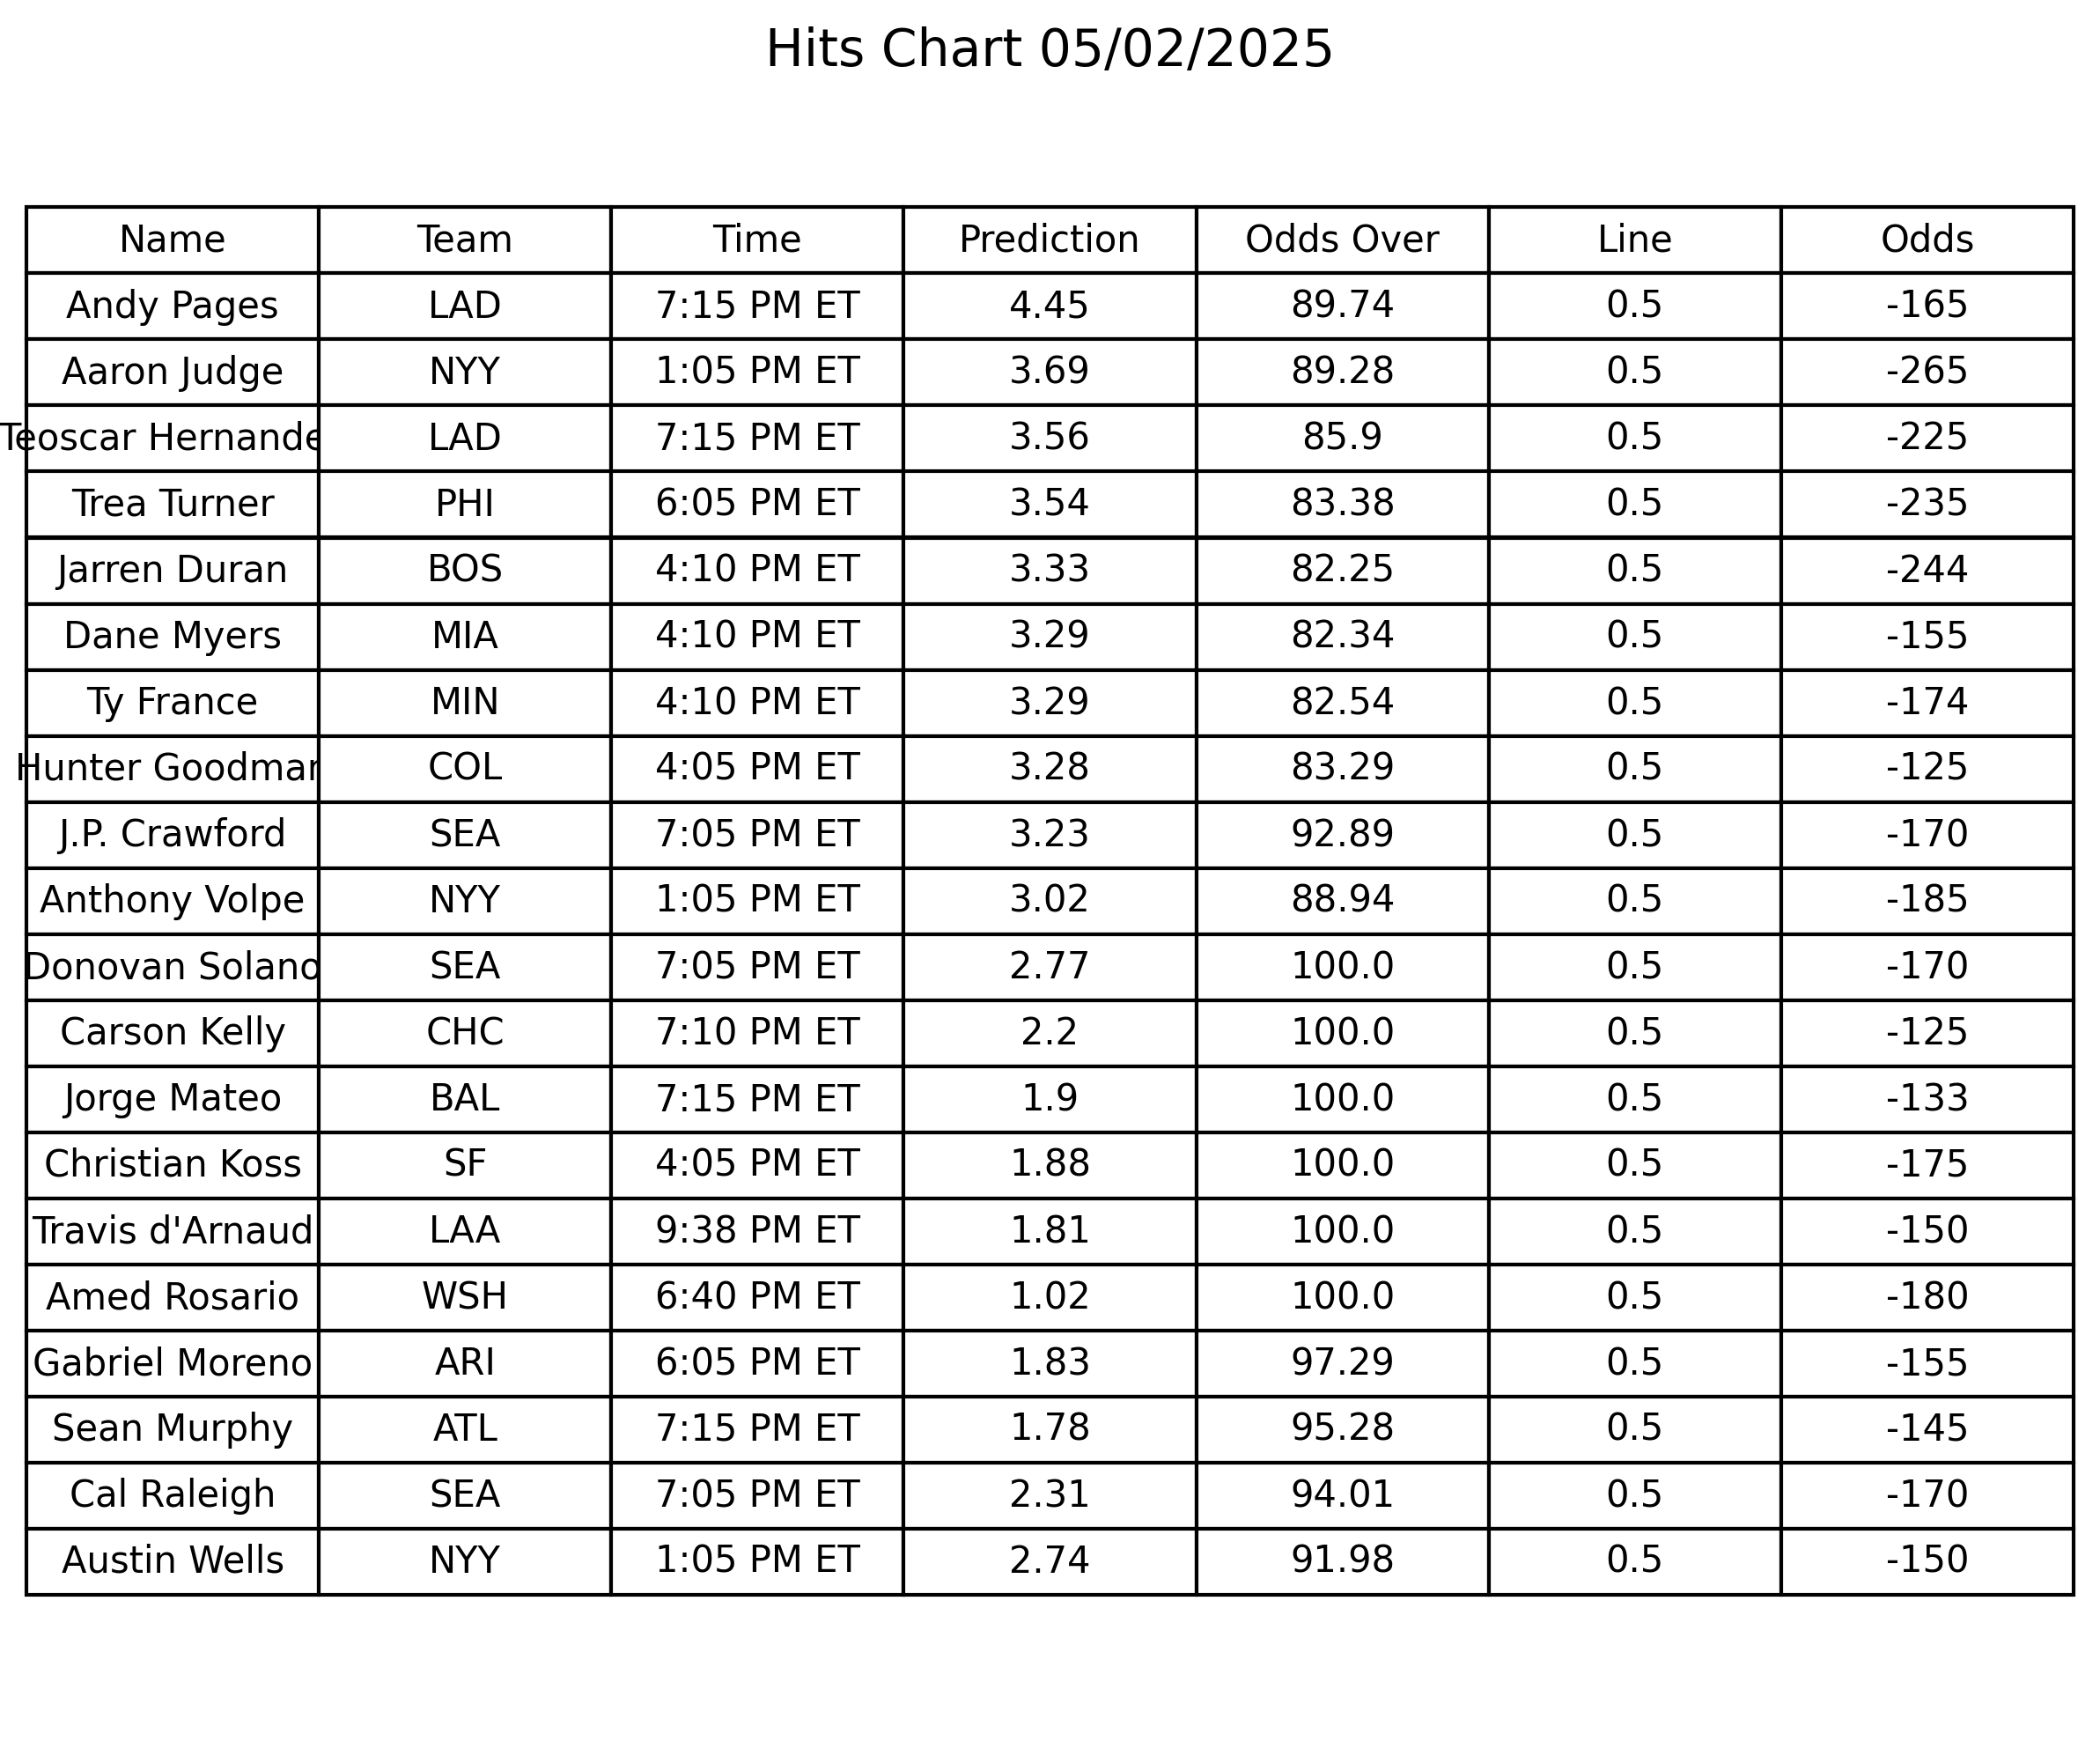 Hits Chart 05/02/2025
Name Team Time Prediction Odds Over Line Odds
Andy Pages LAD 7:15 PM ET 4.45 89.74 0.5 -165
Aaron Judge NYY 1:05 PM ET 3.69 89.28 0.5 -265
Teoscar Hernande LAD 7:15 PM ET 3.56 85.9 0.5 -225
Trea Turner PHI 6:05 PM ET 3.54 83.38 0.5 -235
Jarren Duran BOS 4:10 PM ET 3.33 82.25 0.5 -244
Dane Myers MIA 4:10 PM ET 3.29 82.34 0.5 -155
Ty France MIN 4:10 PM ET 3.29 82.54 0.5 -174
Hunter Goodman COL 4:05 PM ET 3.28 83.29 0.5 -125
J.P. Crawford SEA 7:05 PM ET 3.23 92.89 0.5 -170
Anthony Volpe NYY 1:05 PM ET 3.02 88.94 0.5 -185
Donovan Solano SEA 7:05 PM ET 2.77 100.0 0.5 -170
Carson Kelly CHC 7:10 PM ET 2.2 100.0 0.5 -125
Jorge Mateo BAL 7:15 PM ET 1.9 100.0 0.5 -133
Christian Koss SF 4:05 PM ET 1.88 100.0 0.5 -175
Travis d'Arnaud LAA 9:38 PM ET 1.81 100.0 0.5 -150
Amed Rosario WSH 6:40 PM ET 1.02 100.0 0.5 -180
Gabriel Moreno ARI 6:05 PM ET 1.83 97.29 0.5 -155
Sean Murphy ATL 7:15 PM ET 1.78 95.28 0.5 -145
Cal Raleigh SEA 7:05 PM ET 2.31 94.01 0.5 -170
Austin Wells NYY 1:05 PM ET 2.74 91.98 0.5 -150